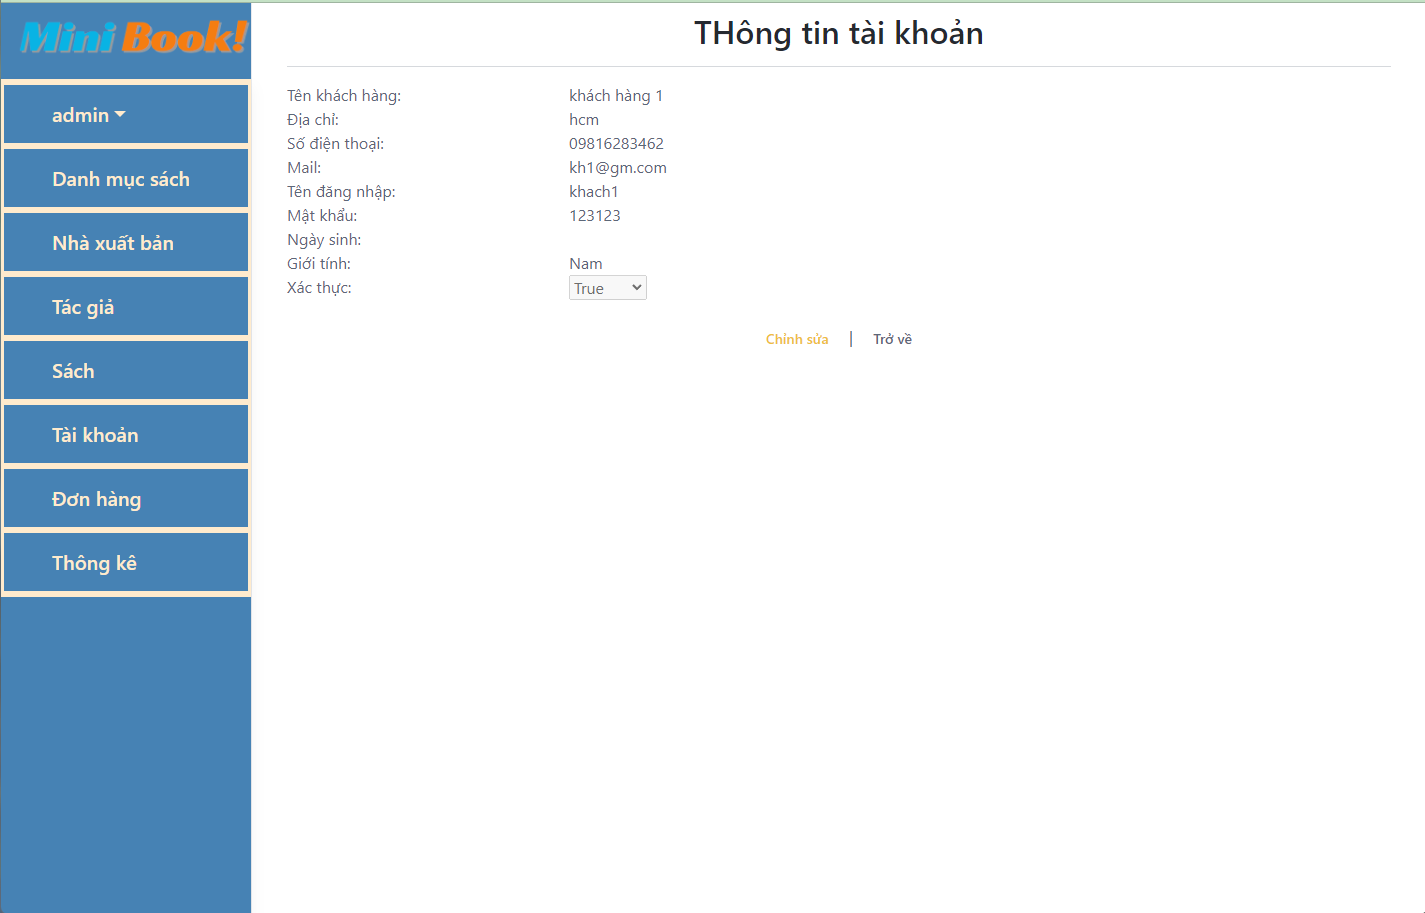 Mini Book!
admin
Danh mục sách
Nhà xuất bản
Tác giả
Sách
Tài khoản
Đơn hàng
Thông kê
THông tin tài khoản
Tên khách hàng: khách hàng 1
Địa chỉ: hcm
Số điện thoại: 09816283462
Mail: kh1@gm.com
Tên đăng nhập: khach1
Mật khẩu: 123123
Ngày sinh:
Giới tính: Nam
Xác thực: True
Chỉnh sửa | Trở về